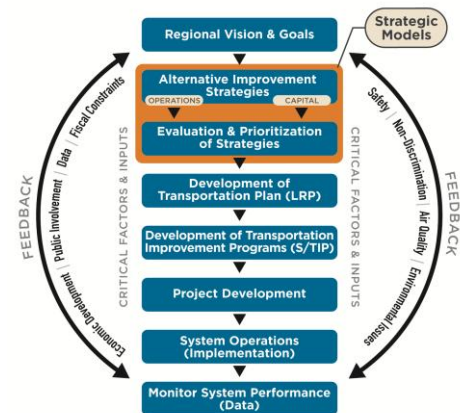 Strategic
Models
Regional Vision & Goals
Alternative Improvement
Strategies
OPERATIONS
CAPITAL
Evaluation & Prioritization
of Strategies
Development of
Transportation Plan (LRP)
Development of Transportation
Improvement Programs (S/TIP)
Project Development
System Operations
(Implementation)
Monitor System Performance
(Data)
FEEDBACK
Economic Development | Public Involvement | Data | Fiscal Constraints
CRITICAL FACTORS & INPUTS
CRITICAL FACTORS & INPUTS
Safety | Non-Discrimination | Air Quality | Environmental Issues
FEEDBACK